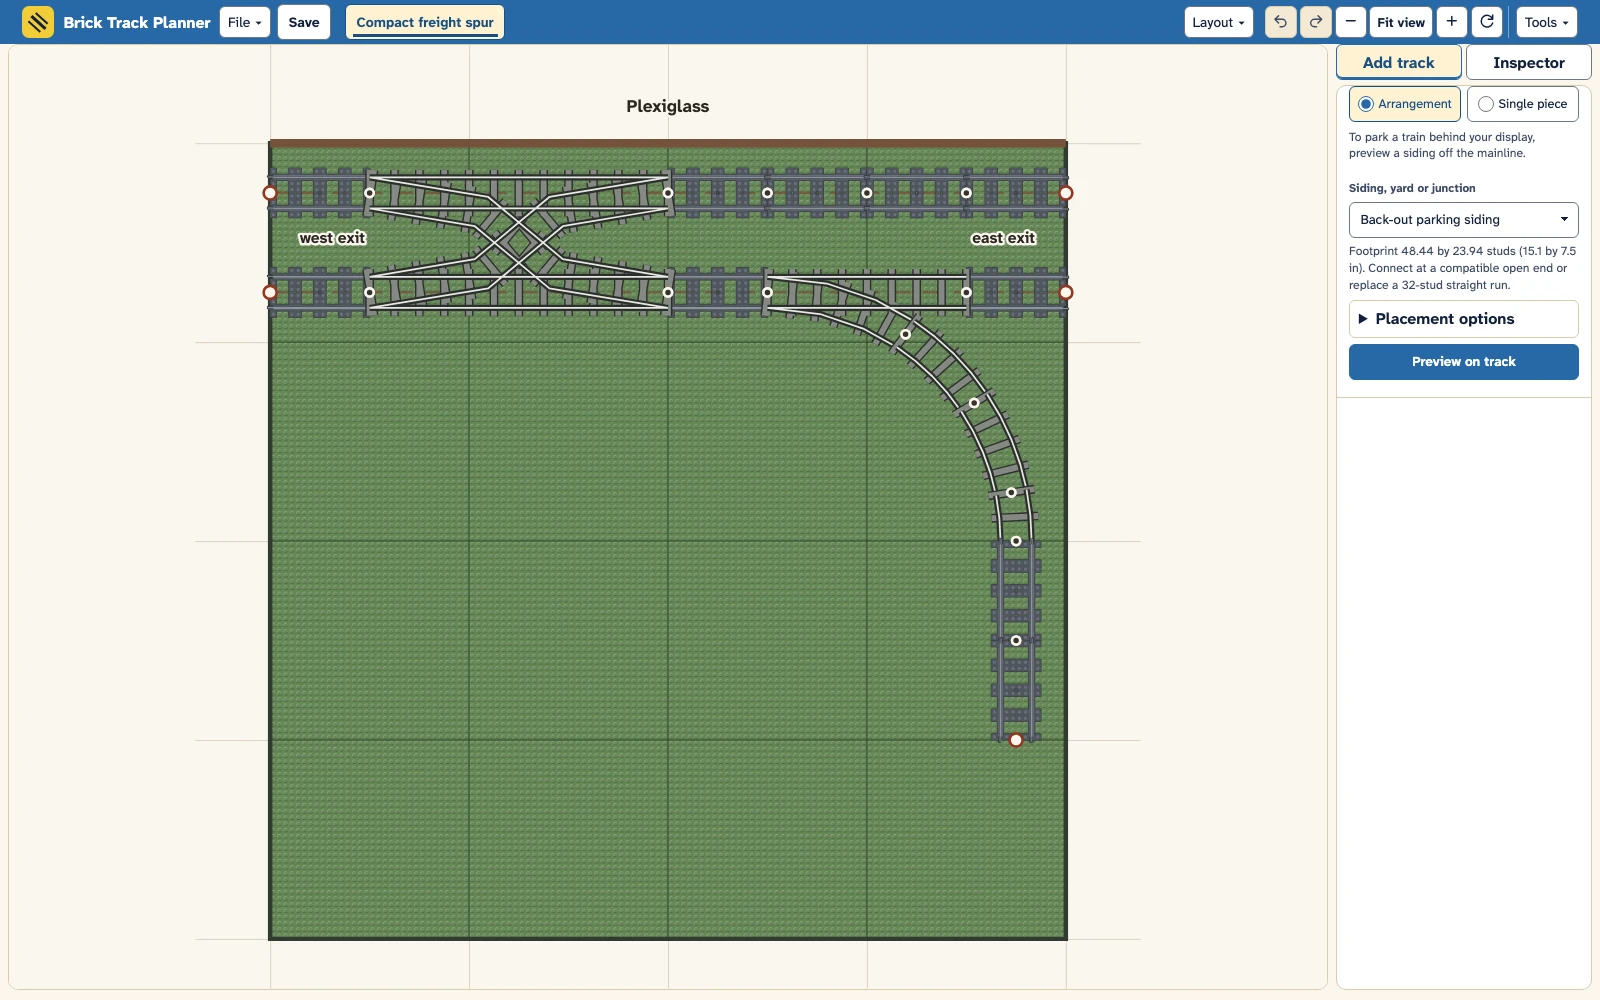 Brick Track Planner
File
Save
Compact freight spur
Layout
Fit view
Tools
Add track
Inspector
Arrangement
Single piece
To park a train behind your display,
preview a siding off the mainline.
Siding, yard or junction
Back-out parking siding
Footprint 48.44 by 23.94 studs (15.1 by 7.5
in). Connect at a compatible open end or
replace a 32-stud straight run.
Placement options
Preview on track
Plexiglass
west exit
east exit